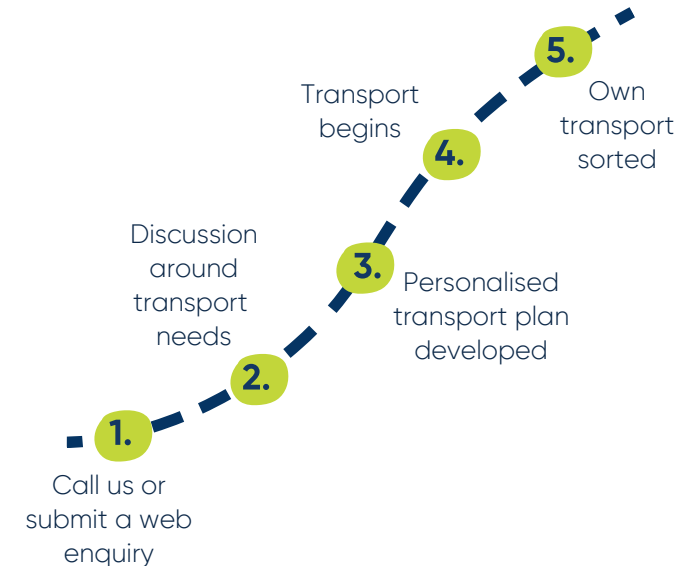 1.
Call us or
submit a web
enquiry
2.
Discussion
around
transport
needs
3.
Personalised
transport plan
developed
4.
Transport
begins
5.
Own
transport
sorted